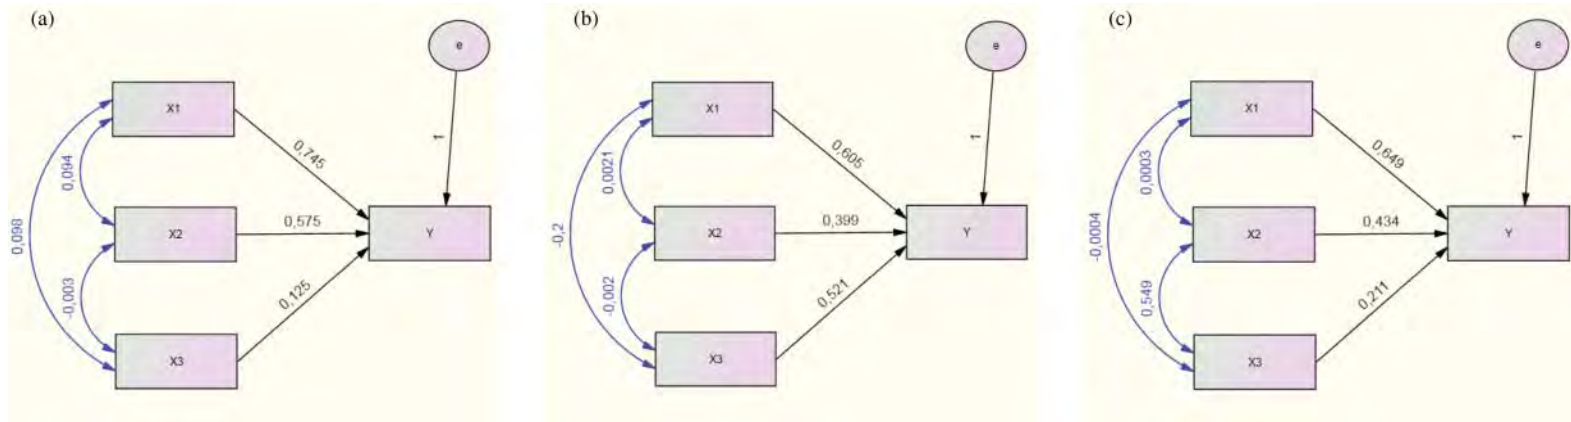 (a)
e
X1
0,745
1
0,094
0,098
X2
0,575
Y
-0,003
0,125
X3
(b)
e
X1
0,605
1
0,0021
-0,2
X2
0,399
Y
-0,002
0,521
X3
(c)
e
X1
0,649
1
0,0003
-0,0004
X2
0,434
Y
0,549
0,211
X3